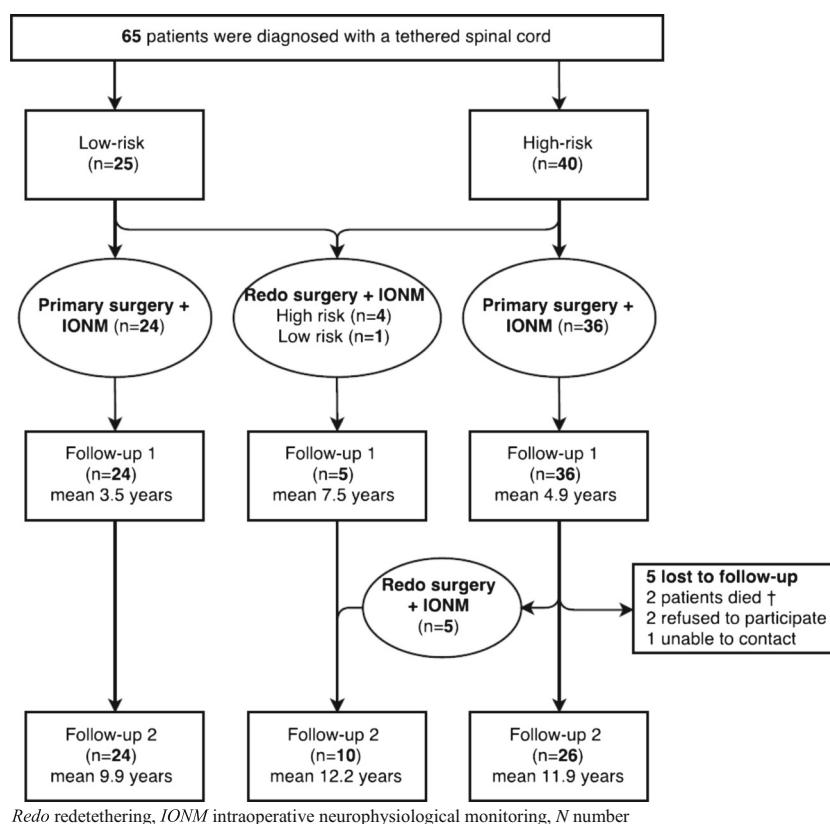 65 patients were diagnosed with a tethered spinal cord
Low-risk
(n=25)
High-risk
(n=40)
Primary surgery +
IONM (n=24)
Redo surgery + IONM
High risk (n=4)
Low risk (n=1)
Primary surgery +
IONM (n=36)
Follow-up 1
(n=24)
mean 3.5 years
Follow-up 1
(n=5)
mean 7.5 years
Follow-up 1
(n=36)
mean 4.9 years
Redo surgery
+ IONM
(n=5)
5 lost to follow-up
2 patients died †
2 refused to participate
1 unable to contact
Follow-up 2
(n=24)
mean 9.9 years
Follow-up 2
(n=10)
mean 12.2 years
Follow-up 2
(n=26)
mean 11.9 years
Redo redetethering, IONM intraoperative neurophysiological monitoring, N number